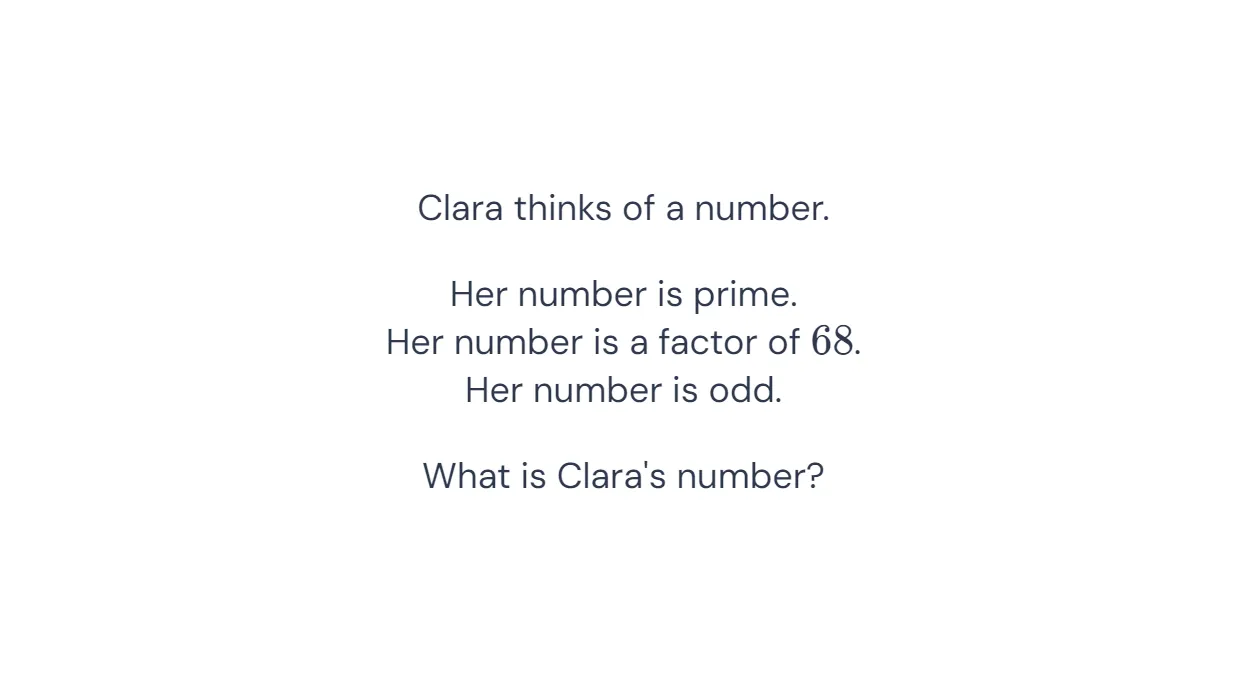 Clara thinks of a number.
Her number is prime.
Her number is a factor of 68.
Her number is odd.
What is Clara's number?